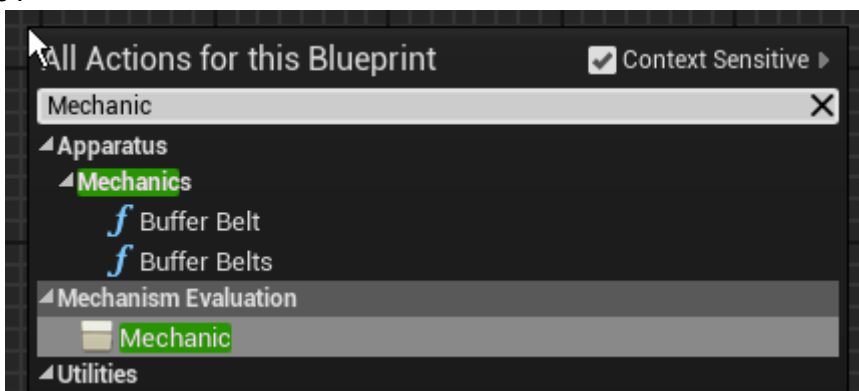 All Actions for this Blueprint Context Sensitive
Mechanic
Apparatus
Mechanics
Buffer Belt
Buffer Belts
Mechanism Evaluation
Mechanic
Utilities